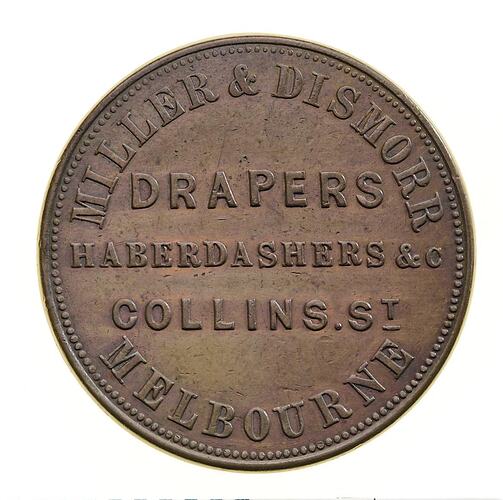 MILLER & DISMORR
DRAPERS
HABERDASHERS & C
COLLINS. ST
MELBOURNE